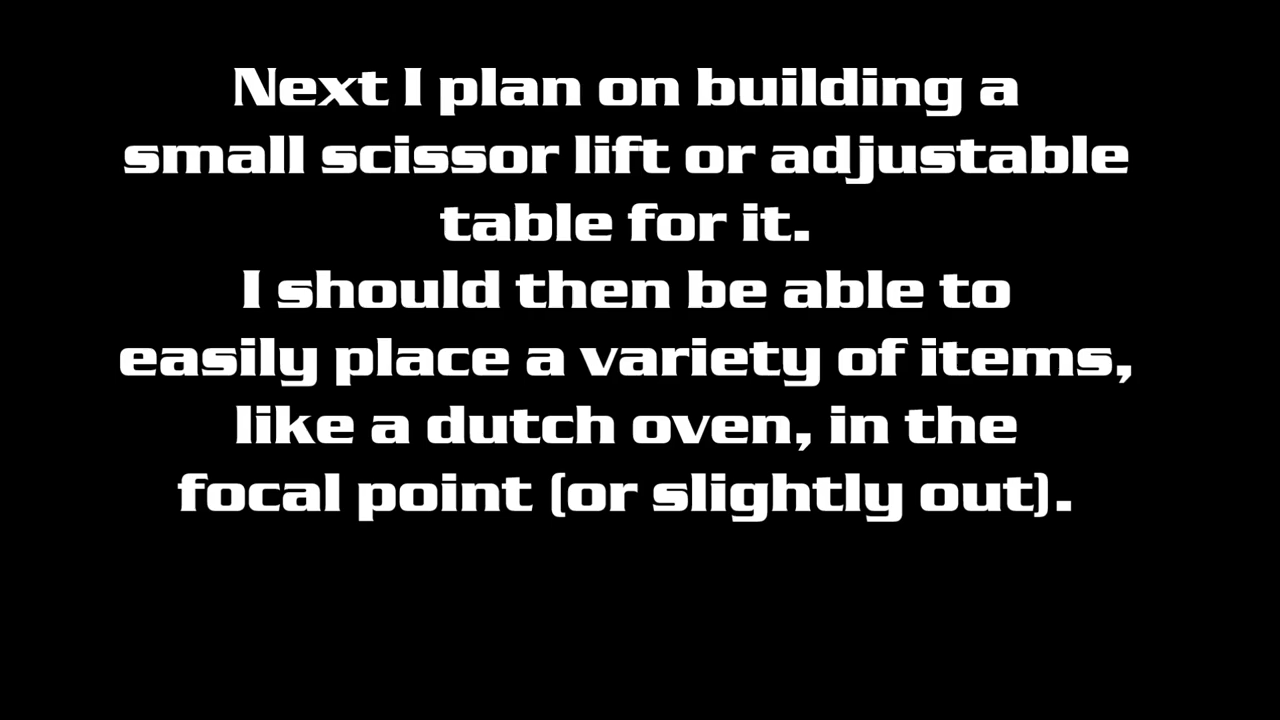 Next I plan on building a
small scissor lift or adjustable
table for it.
I should then be able to
easily place a variety of items,
like a dutch oven, in the
focal point (or slightly out).